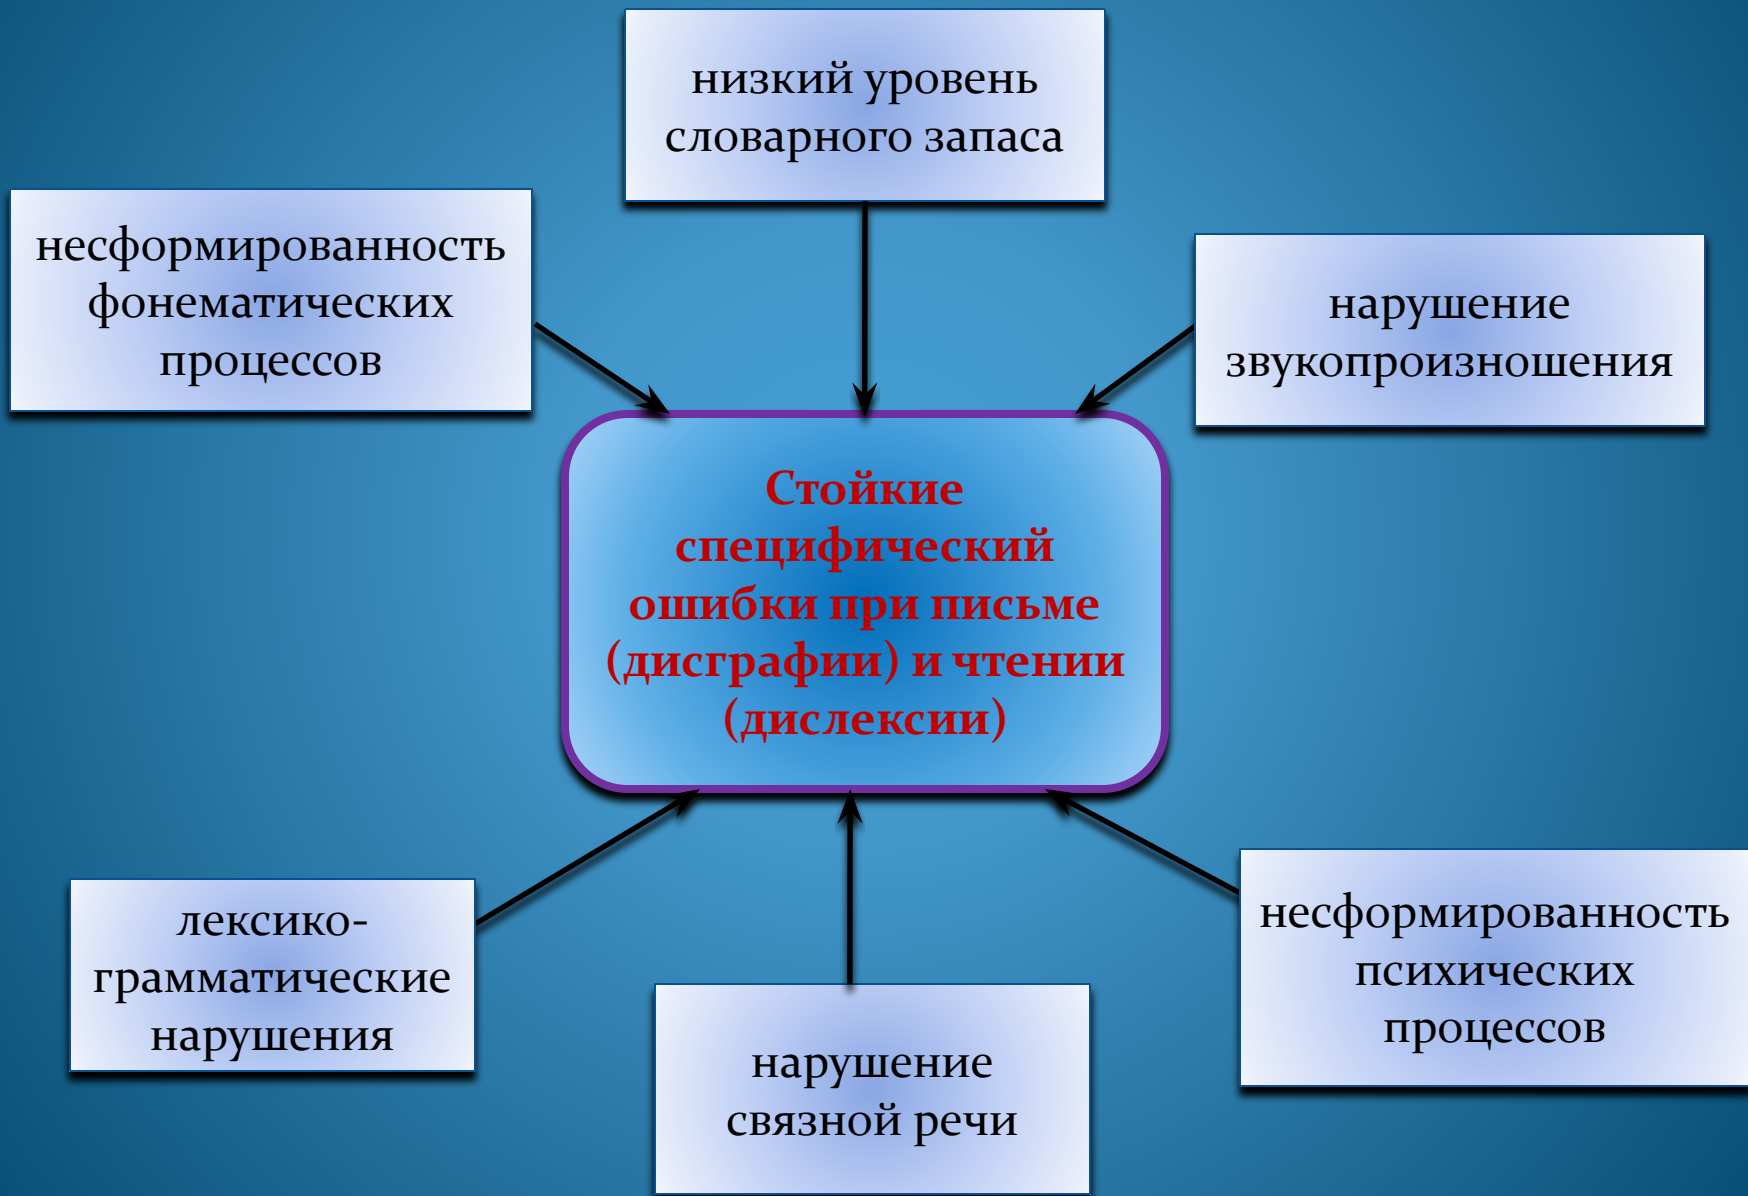 низкий уровень
словарного запаса
несформированность
фонематических
процессов
нарушение
звукопроизношения
Стойкие
специфический
ошибки при письме
(дисграфии) и чтении
(дислексии)
лексико-
грамматические
нарушения
нарушение
связной речи
несформированность
психических
процессов